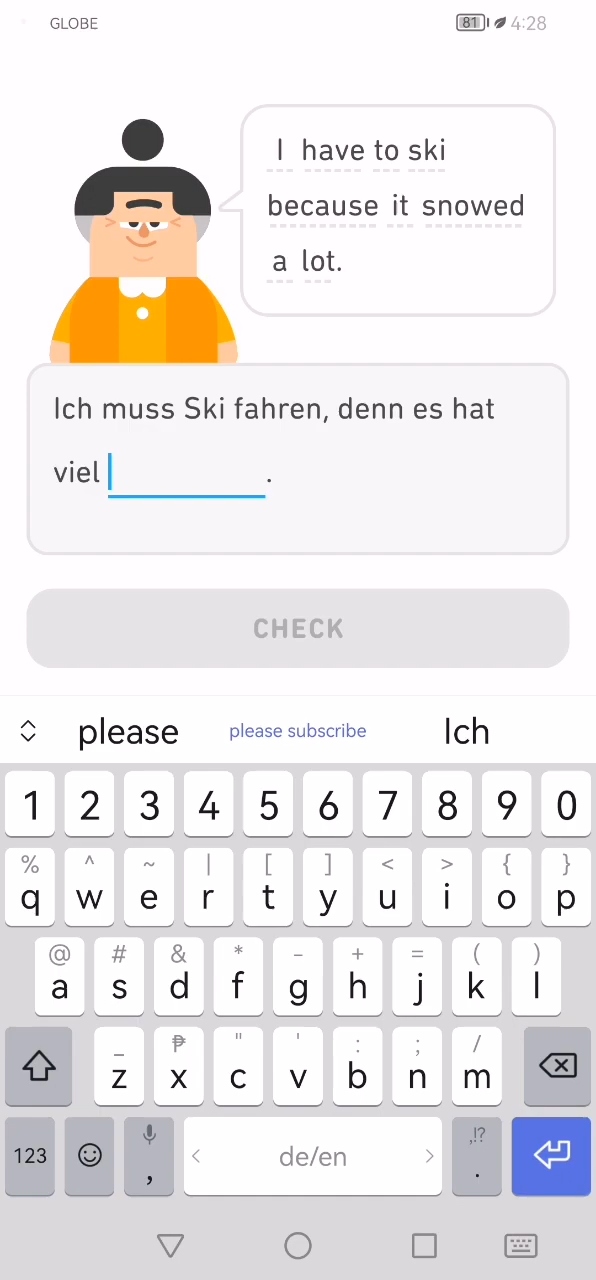 GLOBE 81 4:28
I have to ski
because it snowed
a lot.
Ich muss Ski fahren, denn es hat
viel .
CHECK
please please subscribe Ich
1 2 3 4 5 6 7 8 9 0
% ^ ~ | [ ] < > { }
q w e r t y u i o p
@ # & * - + = ( )
a s d f g h j k l
_ ₱ " ' : ; /
z x c v b n m
123 , < de/en > ,!? .